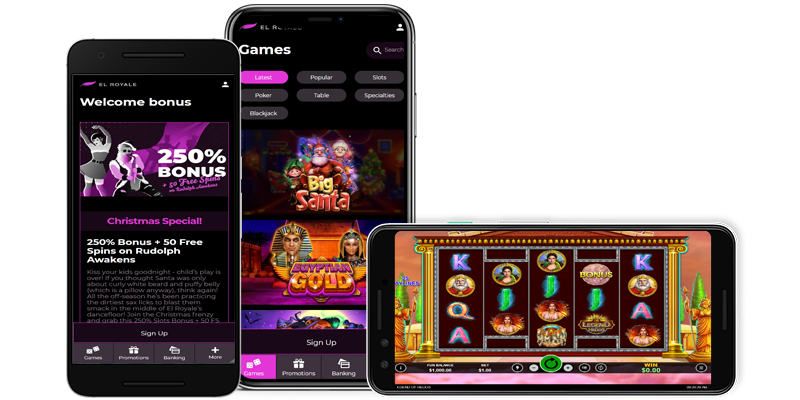 EL ROYALE
Welcome bonus
250%
BONUS
+ 50 Free Spins
on Rudolph Awakens
Christmas Special!
250% Bonus + 50 Free
Spins on Rudolph
Awakens
Kiss your kids goodnight - child's play is
over! If you thought Santa was only
about curly white beard and puffy belly
(which is a pillow anyway), think again!
All the off-season he's been practicing
the dirtiest sax licks to blast them
smack in the middle of El Royale's
dancefloor! Join the Christmas frenzy
and grab this 250% Slots Bonus + 50 FS
Sign Up
Games
Promotions
Banking
More
EL ROYALE
Games
Search
Latest
Popular
Slots
Poker
Table
Specialties
Blackjack
Big
Santa
EGYPTIAN
GOLD
Sign Up
Games
Promotions
Banking
K
BONUS
K
J
J
Q
Q
A
LEGEND
A
FUN BALANCE
$1,000.00
BET
$1.00
WIN
$0.00
LEGEND OF HELIOS